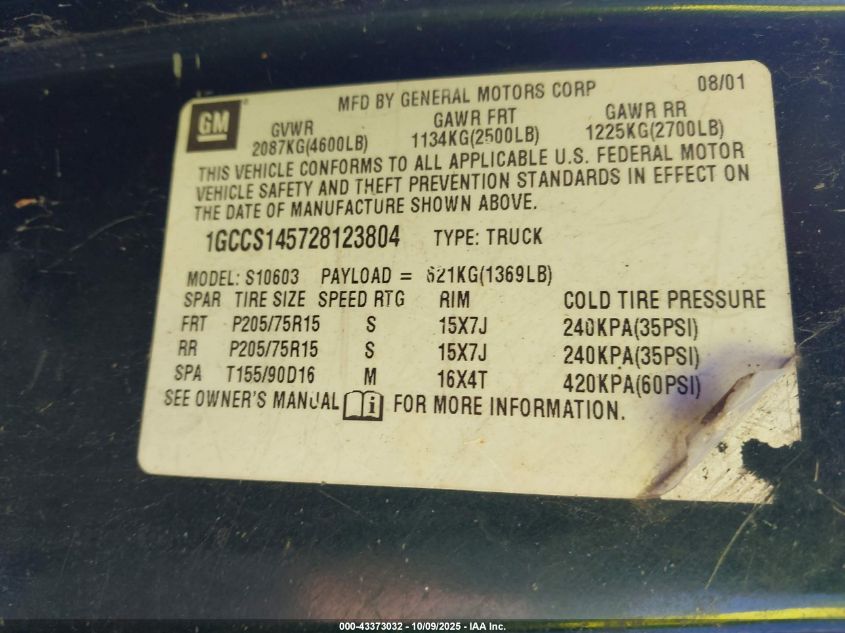 GM
MFD BY GENERAL MOTORS CORP 08/01
GVWR GAWR FRT GAWR RR
2087KG(4600LB) 1134KG(2500LB) 1225KG(2700LB)
THIS VEHICLE CONFORMS TO ALL APPLICABLE U.S. FEDERAL MOTOR
VEHICLE SAFETY AND THEFT PREVENTION STANDARDS IN EFFECT ON
THE DATE OF MANUFACTURE SHOWN ABOVE.
1GCCS145728123804 TYPE: TRUCK
MODEL: S10603 PAYLOAD = 621KG(1369LB)
SPAR TIRE SIZE SPEED RTG RIM COLD TIRE PRESSURE
FRT P205/75R15 S 15X7J 240KPA(35PSI)
RR P205/75R15 S 15X7J 240KPA(35PSI)
SPA T155/90D16 M 16X4T 420KPA(60PSI)
SEE OWNER'S MANUAL i FOR MORE INFORMATION.
000-43373032 - 10/09/2025 - IAA Inc.